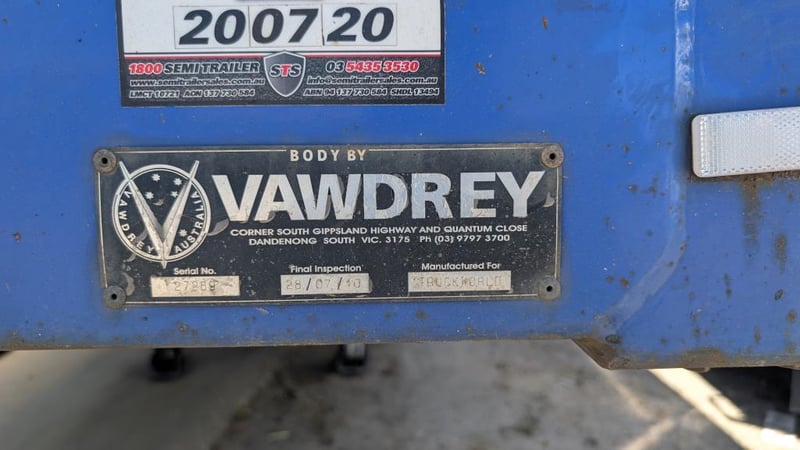 200720
1800 SEMITRAILER
STS
03 5435 3530
www.semitrailersales.com.au
info@semitrailersales.com.au
LMCT 10721 ACN 137 730 584
ABN 94 137 730 584 SHDL 13494
BODY BY
VAWDREY AUSTRALIA
VAWDREY
CORNER SOUTH GIPPSLAND HIGHWAY AND QUANTUM CLOSE
DANDENONG SOUTH VIC. 3175 Ph (03) 9797 3700
Serial No. Final Inspection Manufactured For
28/07/10 TRUCKWORLD